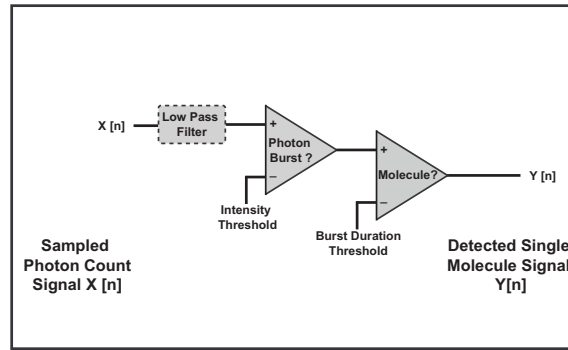 X [n]
Low Pass
Filter
+
Photon
Burst ?
–
Intensity
Threshold
+
Molecule?
–
Burst Duration
Threshold
Y [n]
Sampled
Photon Count
Signal X [n]
Detected Single
Molecule Signal
Y[n]